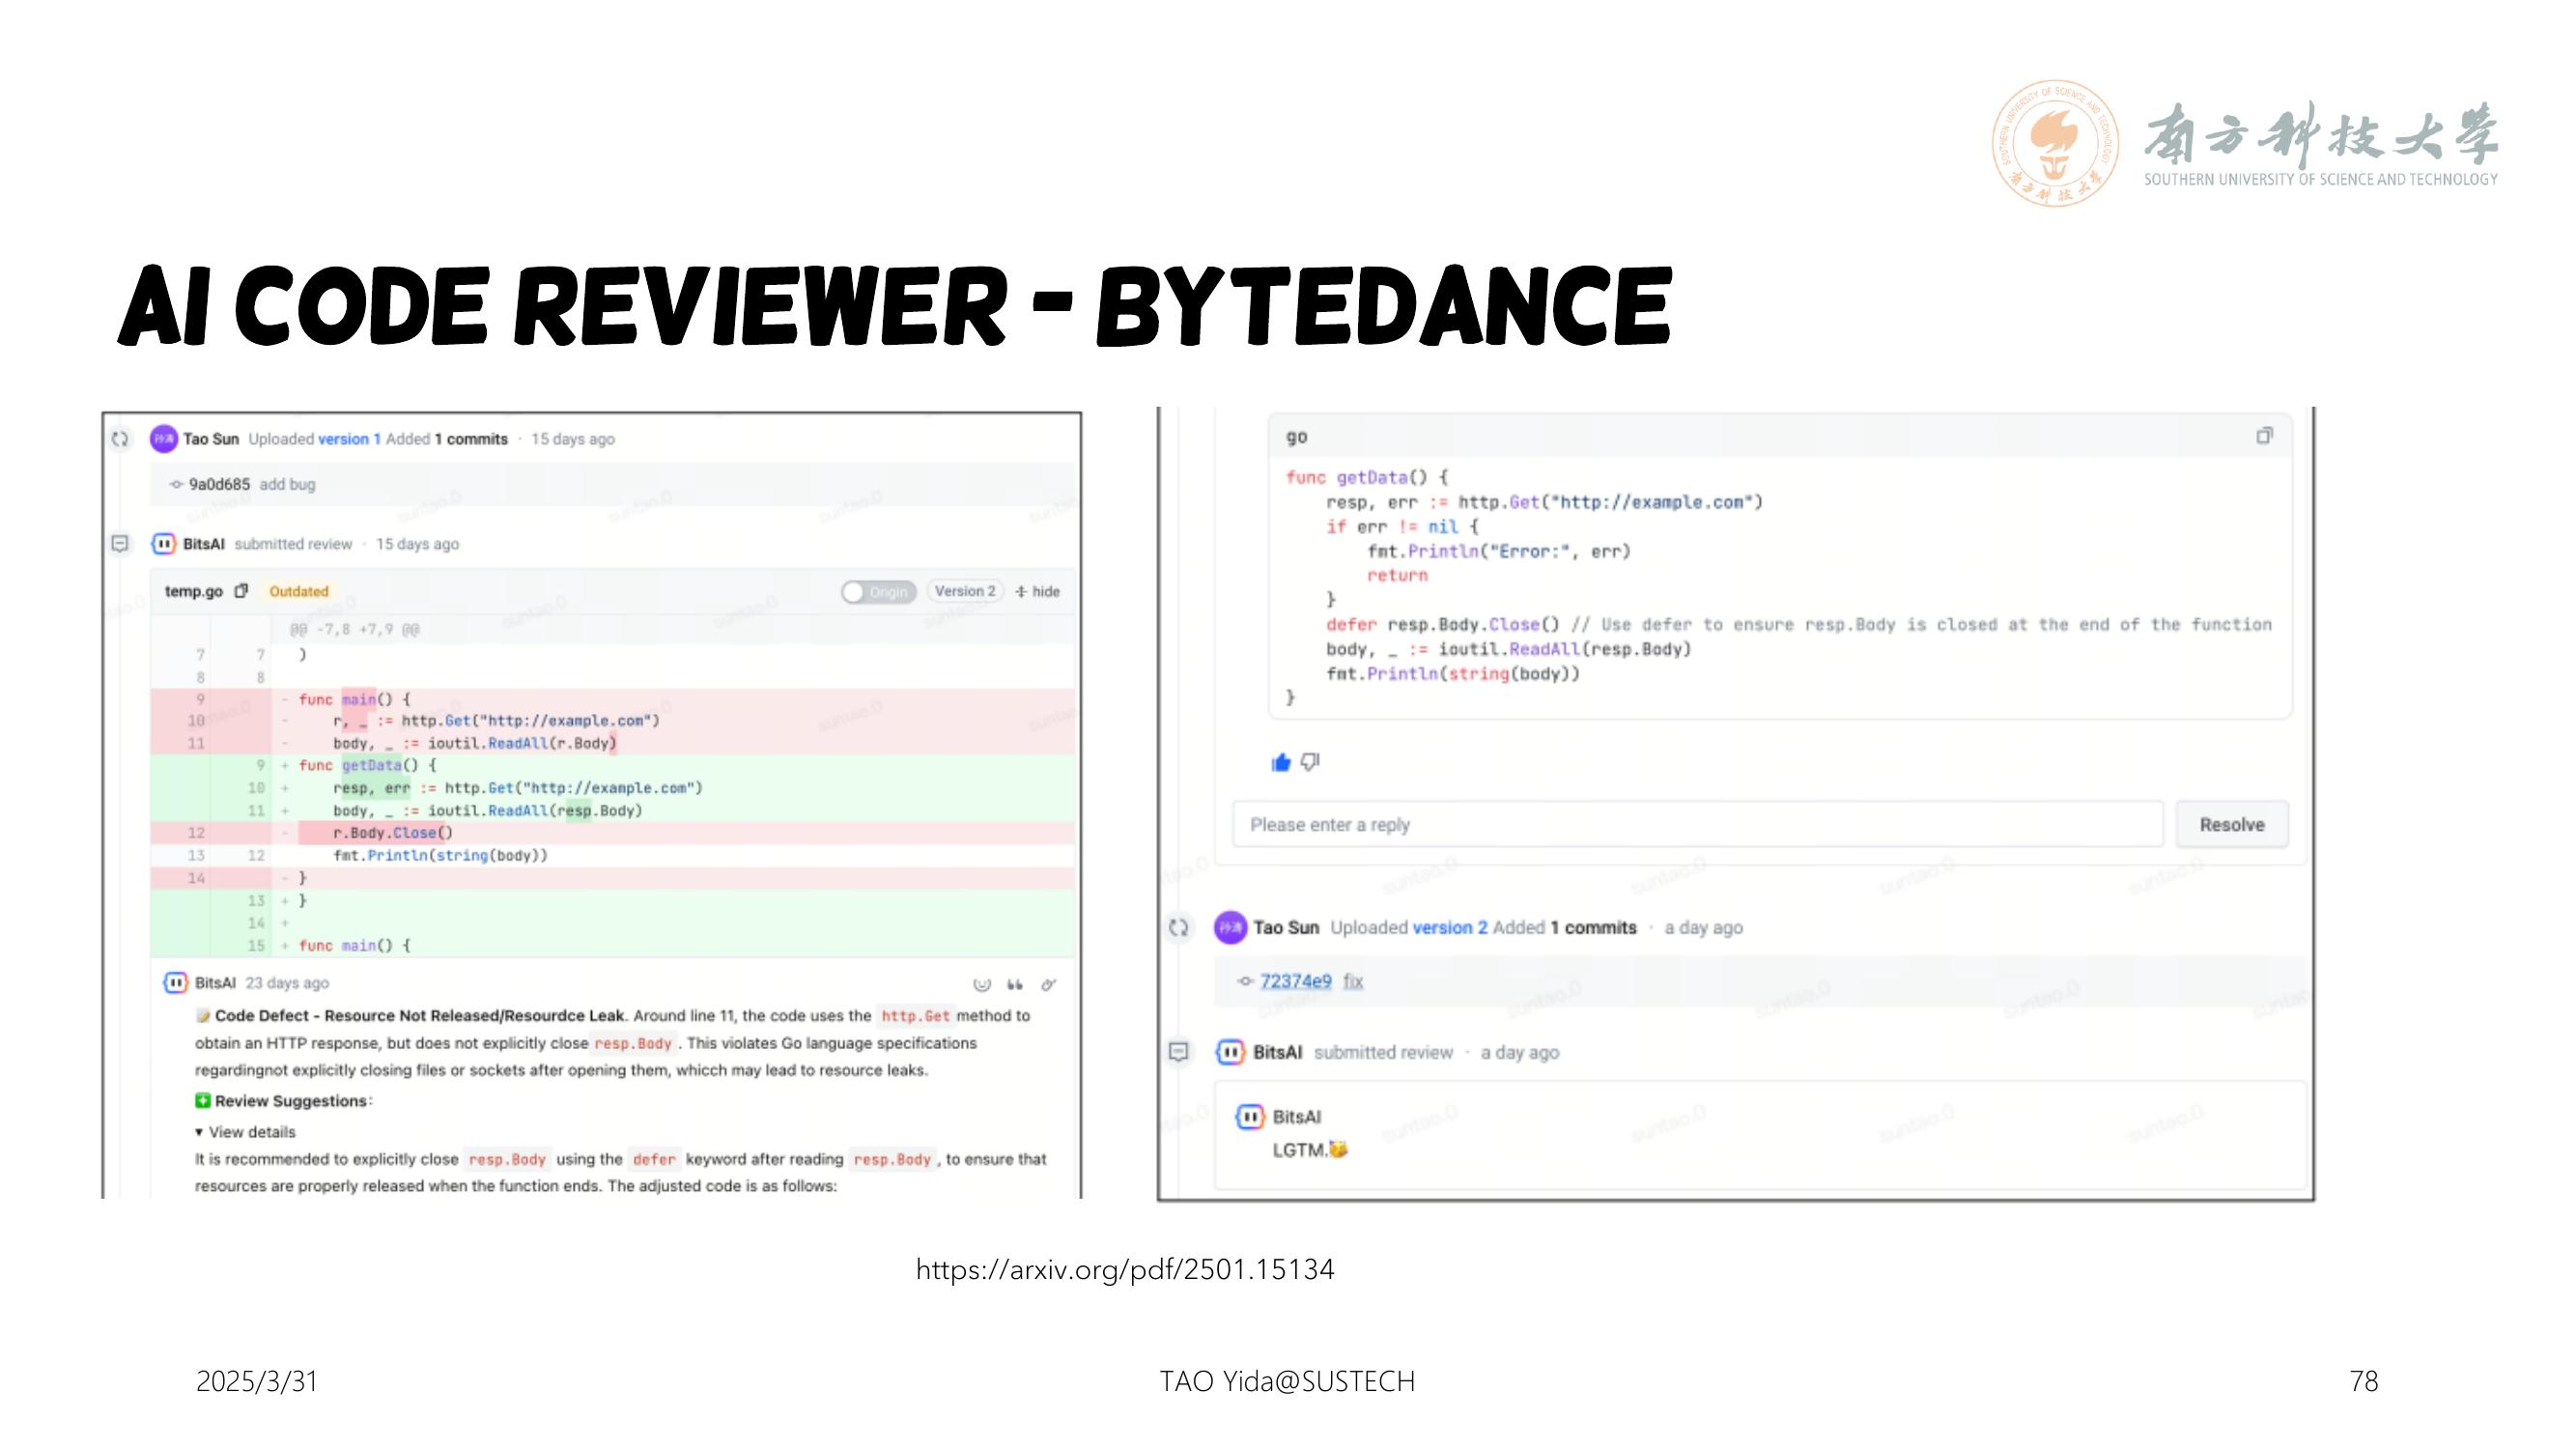 南方科技大学
SOUTHERN UNIVERSITY OF SCIENCE AND TECHNOLOGY
AI CODE REVIEWER - BYTEDANCE
Tao Sun Uploaded version 1 Added 1 commits · 15 days ago
9a0d685 add bug
BitsAI submitted review · 15 days ago
temp.go Outdated Origin Version 2 hide
@@ -7,8 +7,9 @@
7 7 )
8 8
9 - func main() {
10 - r, _ := http.Get("http://example.com")
11 - body, _ := ioutil.ReadAll(r.Body)
9 + func getData() {
10 + resp, err := http.Get("http://example.com")
11 + body, _ := ioutil.ReadAll(resp.Body)
12 - r.Body.Close()
13 12 fmt.Println(string(body))
14 - }
13 + }
14 +
15 + func main() {
BitsAI 23 days ago
Code Defect - Resource Not Released/Resourdce Leak. Around line 11, the code uses the http.Get method to
obtain an HTTP response, but does not explicitly close resp.Body . This violates Go language specifications
regardingnot explicitly closing files or sockets after opening them, whicch may lead to resource leaks.
Review Suggestions:
▾ View details
It is recommended to explicitly close resp.Body using the defer keyword after reading resp.Body , to ensure that
resources are properly released when the function ends. The adjusted code is as follows:
go
func getData() {
resp, err := http.Get("http://example.com")
if err != nil {
fmt.Println("Error:", err)
return
}
defer resp.Body.Close() // Use defer to ensure resp.Body is closed at the end of the function
body, _ := ioutil.ReadAll(resp.Body)
fmt.Println(string(body))
}
Please enter a reply Resolve
Tao Sun Uploaded version 2 Added 1 commits · a day ago
72374e9 fix
BitsAI submitted review · a day ago
BitsAI
LGTM.
https://arxiv.org/pdf/2501.15134
2025/3/31
TAO Yida@SUSTECH
78